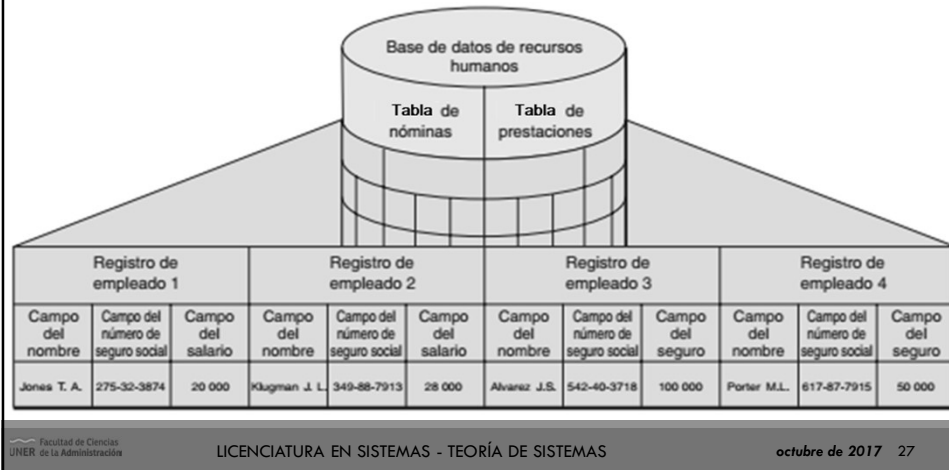 Base de datos de recursos
humanos
Tabla de
nóminas
Tabla de
prestaciones
Registro de
empleado 1
Registro de
empleado 2
Registro de
empleado 3
Registro de
empleado 4
Campo
del
nombre
Campo del
número de
seguro social
Campo
del
salario
Campo
del
nombre
Campo del
número de
seguro social
Campo
del
salario
Campo
del
nombre
Campo del
número de
seguro social
Campo
del
seguro
Campo
del
nombre
Campo del
número de
seguro social
Campo
del
seguro
Jones T. A. 275-32-3874 20 000 Klugman J. L. 349-88-7913 28 000 Alvarez J.S. 542-40-3718 100 000 Porter M.L. 617-87-7915 50 000
UNER Facultad de Ciencias
de la Administración
LICENCIATURA EN SISTEMAS - TEORÍA DE SISTEMAS
octubre de 2017 27